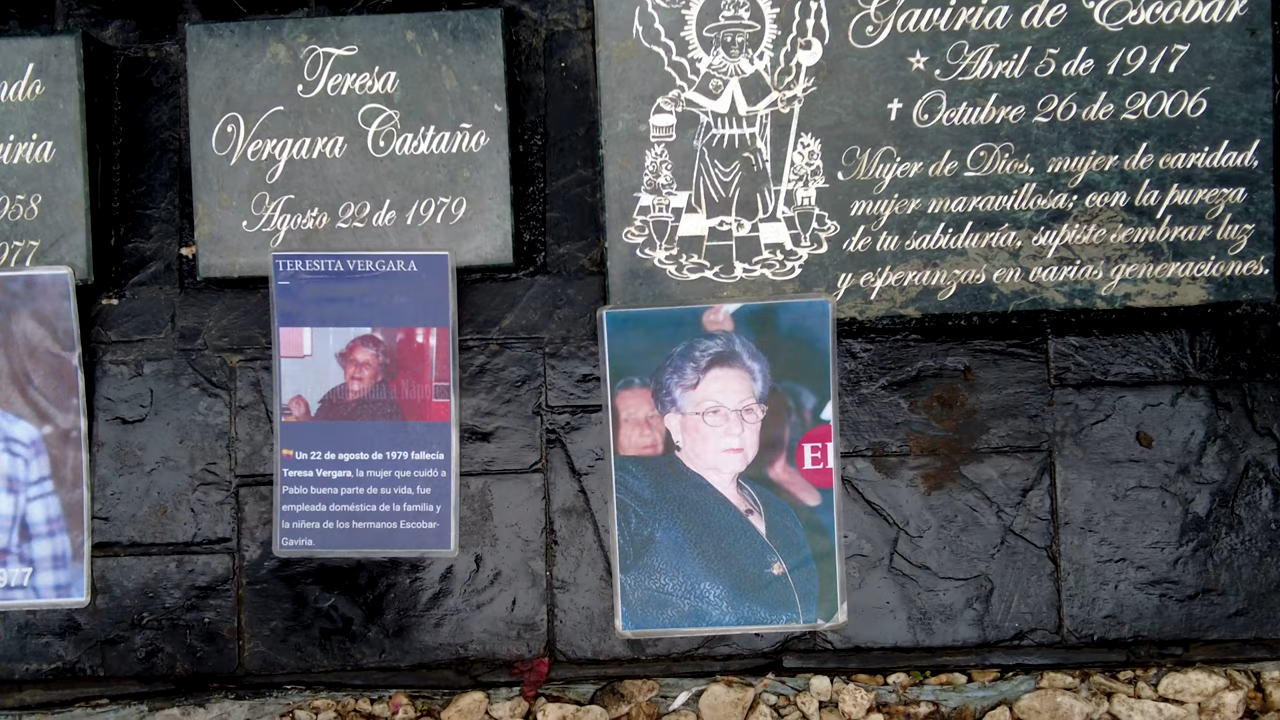 ndo
viria
958
977
977
Teresa
Vergara Castaño
Agosto 22 de 1979
TERESITA VERGARA
Un 22 de agosto de 1979 fallecía
Teresa Vergara, la mujer que cuidó a
Pablo buena parte de su vida, fue
empleada doméstica de la familia y
la niñera de los hermanos Escobar-
Gaviria.
Gaviria de Escobar
Abril 5 de 1917
Octubre 26 de 2006
Mujer de Dios, mujer de caridad,
mujer maravillosa; con la pureza
de tu sabiduría, supiste sembrar luz
y esperanzas en varias generaciones.
El